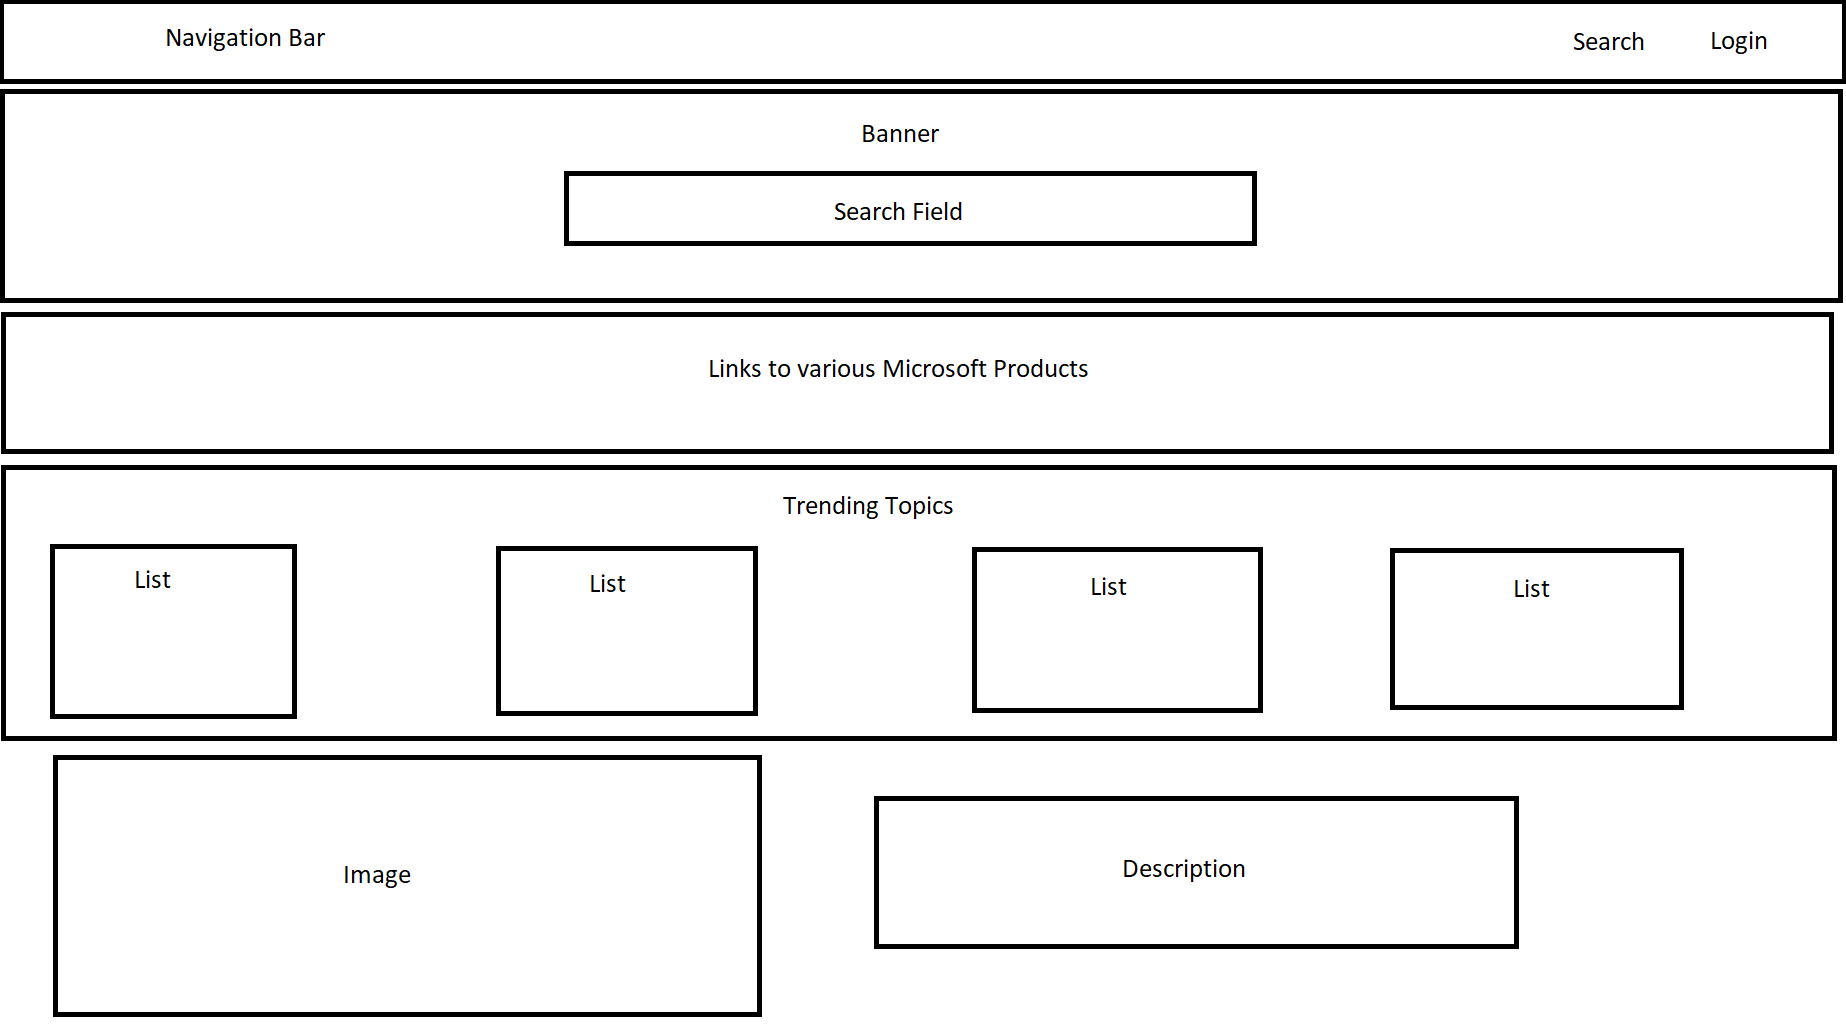 Navigation Bar
Search
Login
Banner
Search Field
Links to various Microsoft Products
Trending Topics
List
List
List
List
Image
Description